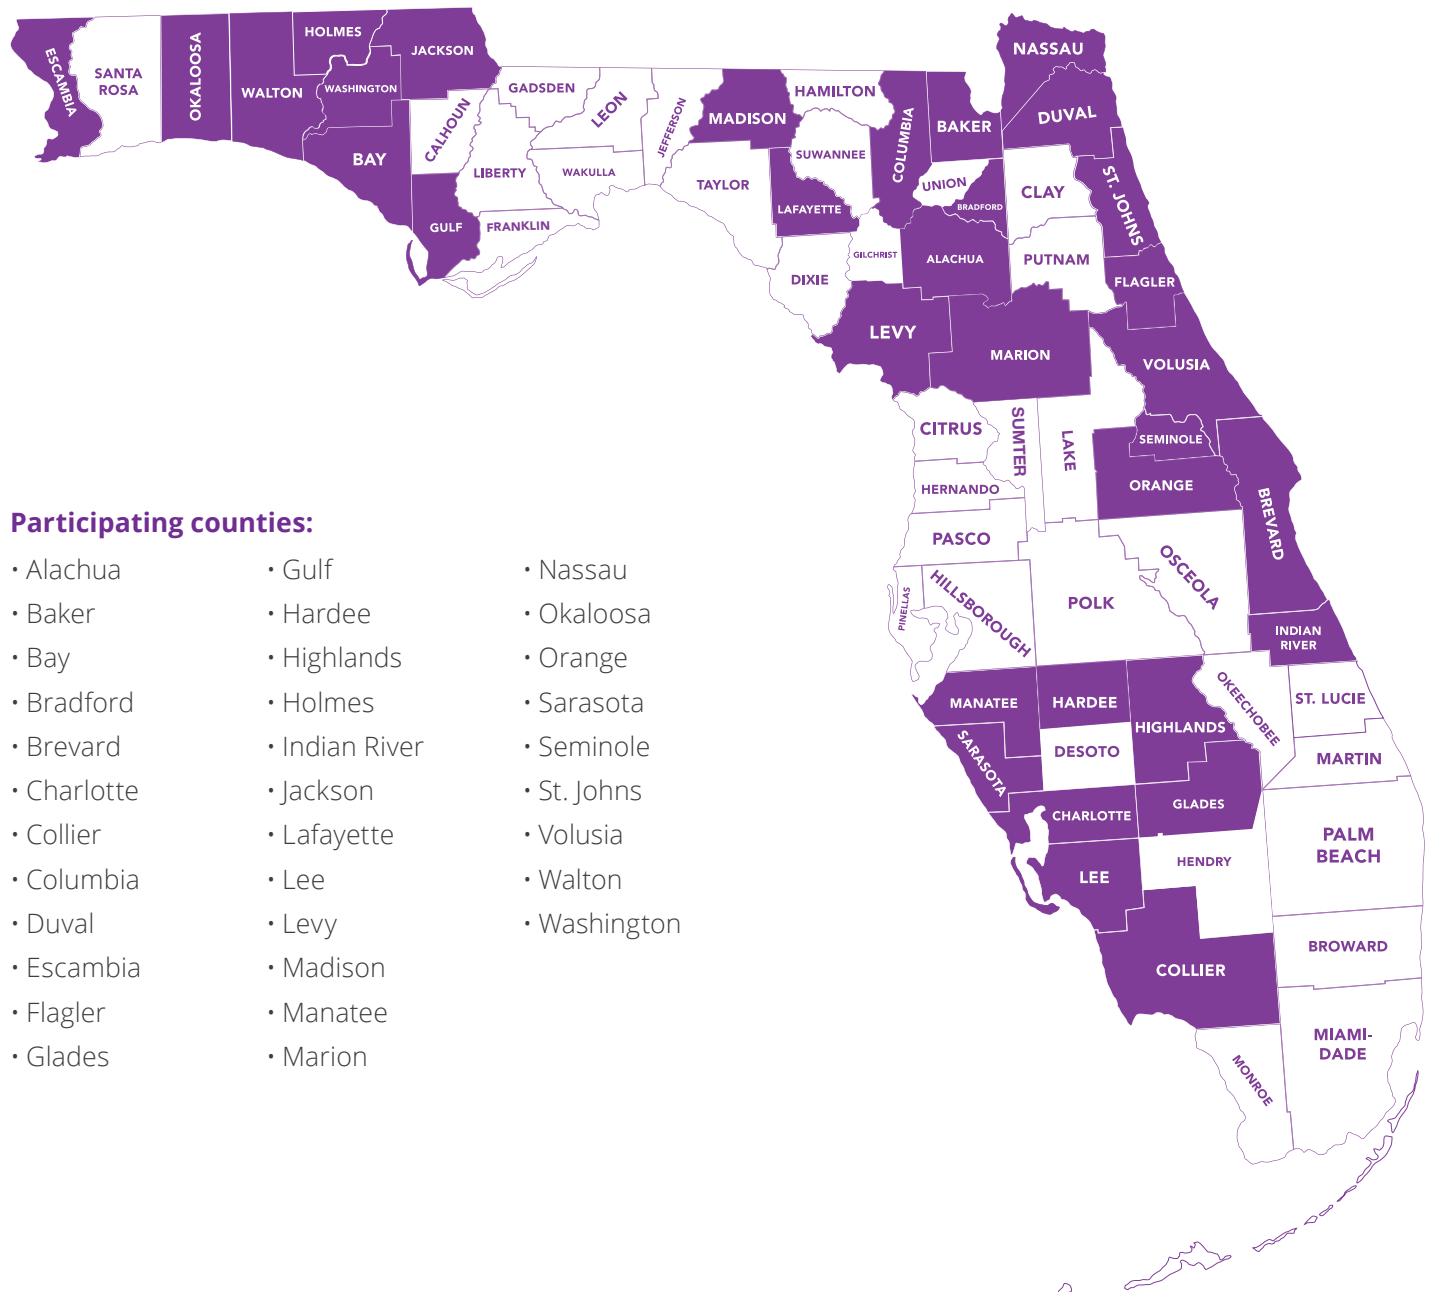 ESCAMBIA
SANTA
ROSA
OKALOOSA
WALTON
HOLMES
WASHINGTON
JACKSON
BAY
CALHOUN
GULF
GADSDEN
LIBERTY
FRANKLIN
LEON
WAKULLA
JEFFERSON
MADISON
TAYLOR
HAMILTON
SUWANNEE
LAFAYETTE
DIXIE
COLUMBIA
GILCHRIST
BAKER
UNION
BRADFORD
ALACHUA
NASSAU
DUVAL
CLAY
ST. JOHNS
PUTNAM
FLAGLER
LEVY
MARION
VOLUSIA
CITRUS
SUMTER
LAKE
SEMINOLE
ORANGE
HERNANDO
PASCO
BREVARD
PINELLAS
HILLSBOROUGH
POLK
OSCEOLA
INDIAN
RIVER
MANATEE
HARDEE
HIGHLANDS
OKEECHOBEE
ST. LUCIE
SARASOTA
DESOTO
MARTIN
CHARLOTTE
GLADES
LEE
HENDRY
PALM
BEACH
COLLIER
BROWARD
MIAMI-
DADE
MONROE
Participating counties:
• Alachua
• Baker
• Bay
• Bradford
• Brevard
• Charlotte
• Collier
• Columbia
• Duval
• Escambia
• Flagler
• Glades
• Gulf
• Hardee
• Highlands
• Holmes
• Indian River
• Jackson
• Lafayette
• Lee
• Levy
• Madison
• Manatee
• Marion
• Nassau
• Okaloosa
• Orange
• Sarasota
• Seminole
• St. Johns
• Volusia
• Walton
• Washington